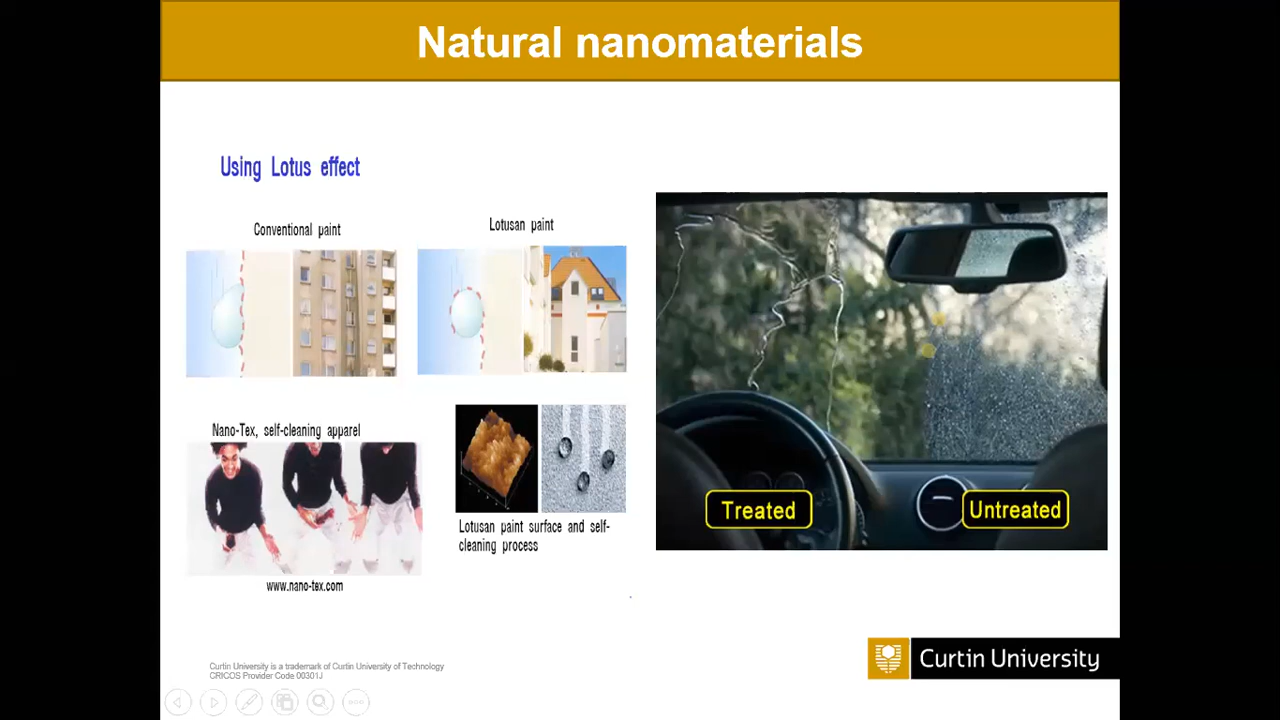 Natural nanomaterials
Using Lotus effect
Conventional paint
Lotusan paint
Nano-Tex, self-cleaning apparel
www.nano-tex.com
Lotusan paint surface and self-
cleaning process
Treated
Untreated
Curtin University is a trademark of Curtin University of Technology
CRICOS Provider Code 00301J
Curtin University